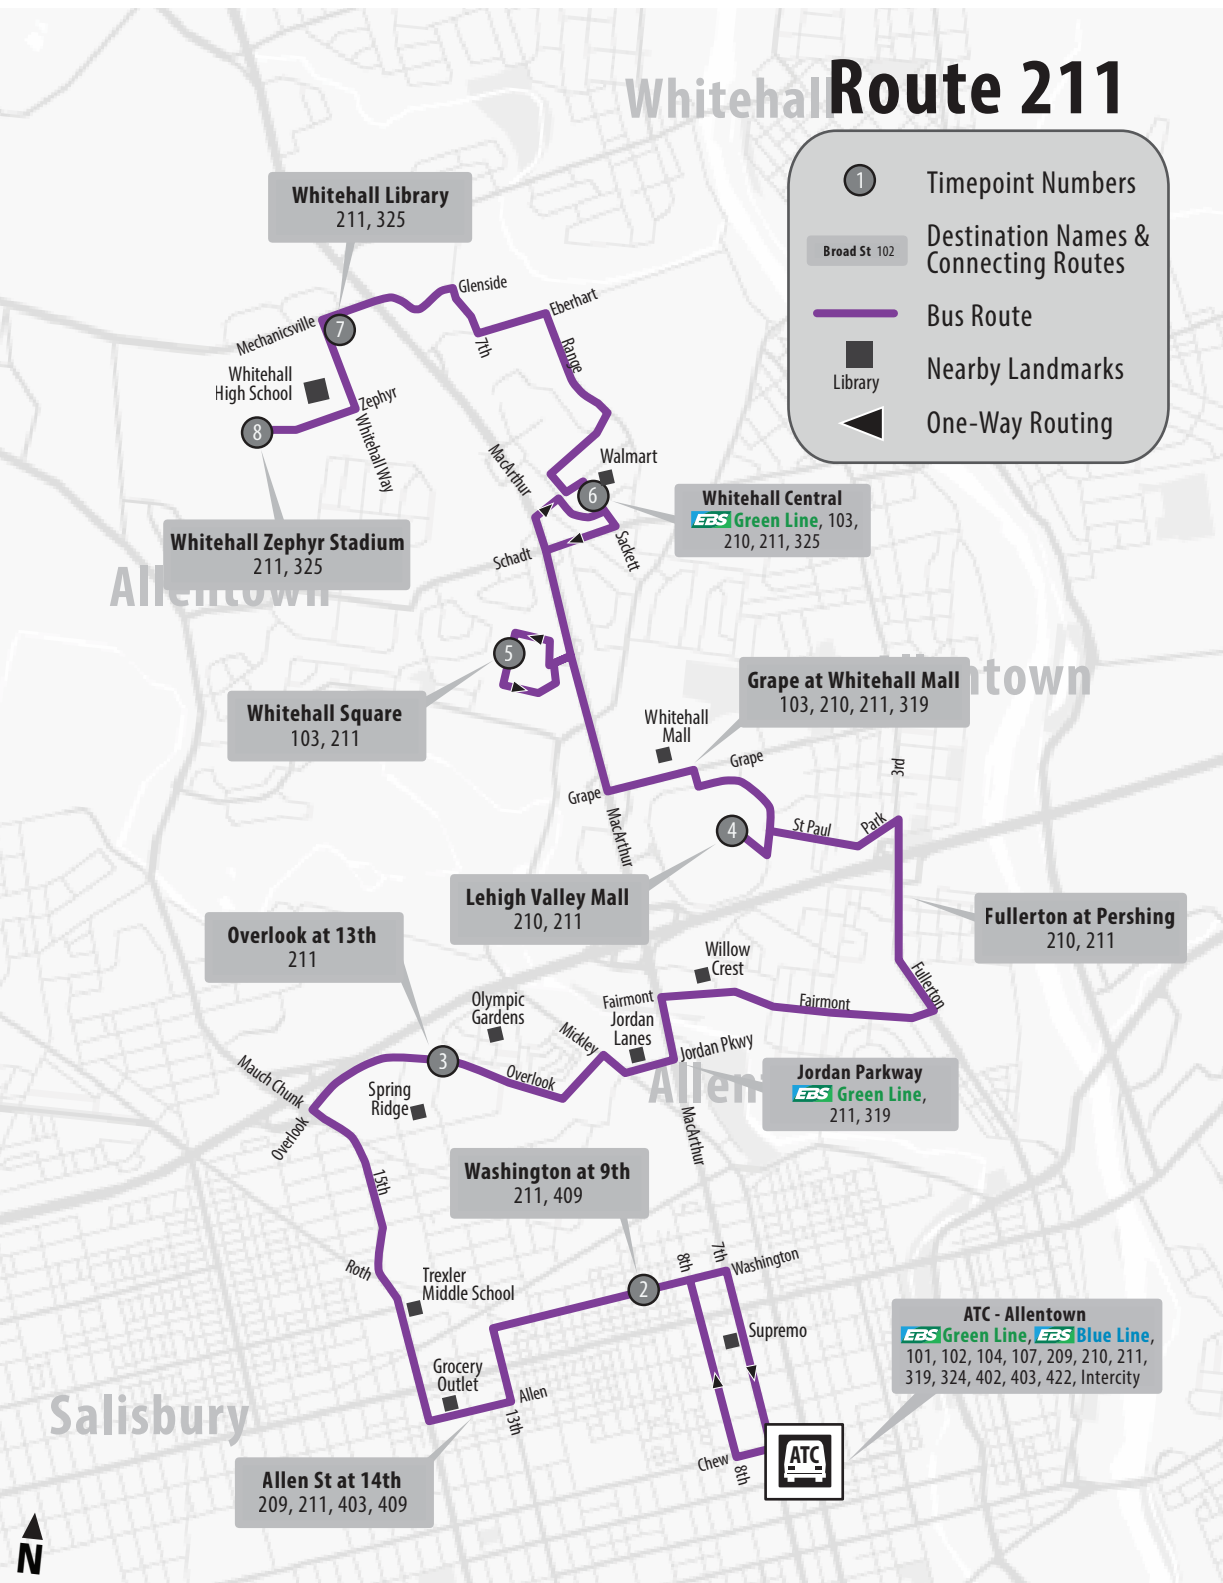 Whitehall
Route 211
1 Timepoint Numbers
Broad St 102
Destination Names &
Connecting Routes
Bus Route
Library
Nearby Landmarks
One-Way Routing
Whitehall Library
211, 325
Glenside
Eberhart
Mechanicsville
7
7th
Range
Whitehall
High School
Zephyr
8
Whitehall Way
MacArthur
Walmart
6
Whitehall Central
EBS Green Line, 103,
210, 211, 325
Sackett
Schadt
Whitehall Zephyr Stadium
211, 325
Allentown
5
Whitehall Square
103, 211
Grape at Whitehall Mall
103, 210, 211, 319
ntown
Whitehall
Mall
Grape
3rd
Grape
MacArthur
4
St Paul
Park
Lehigh Valley Mall
210, 211
Fullerton at Pershing
210, 211
Overlook at 13th
211
Willow
Crest
Fullerton
Fairmont
Fairmont
Olympic
Gardens
Jordan
Lanes
Mickley
Jordan Pkwy
3
Overlook
Mauch Chunk
Spring
Ridge
Overlook
Allen
Jordan Parkway
EBS Green Line,
211, 319
MacArthur
Washington at 9th
211, 409
15th
Roth
Trexler
Middle School
2
8th
7th
Washington
Supremo
ATC - Allentown
EBS Green Line, EBS Blue Line,
101, 102, 104, 107, 209, 210, 211,
319, 324, 402, 403, 422, Intercity
Grocery
Outlet
Allen
13th
Salisbury
Chew
8th
ATC
Allen St at 14th
209, 211, 403, 409
N